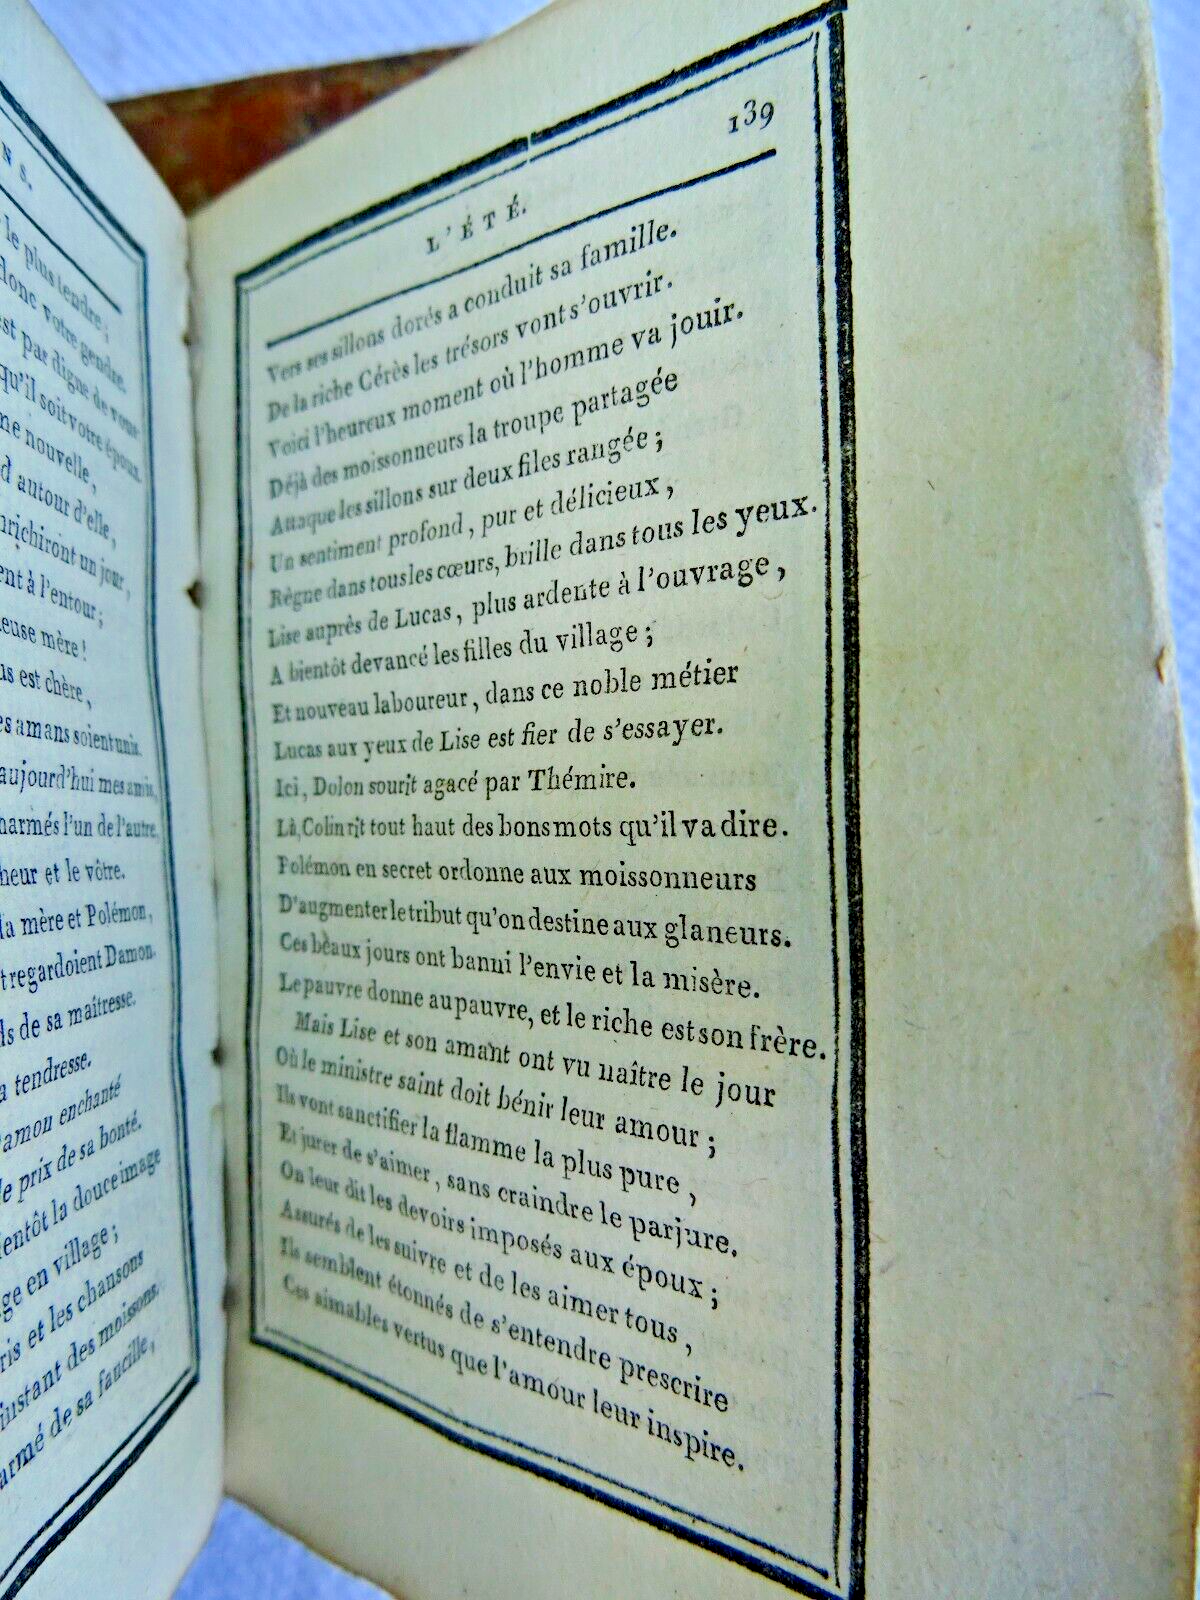 N S.
le plus tendre ;
donc votre gendre.
est pas digne de vous
qu'il soit votre époux.
me nouvelle,
d autour d'elle,
nrichiront un jour,
ent à l'entour ;
euse mère !
us est chère,
es amans soient unis.
aujourd'hui mes amis,
harmés l'un de l'autre,
heur et le vôtre.
la mère et Polémon,
t regardoient Damon.
ds de sa maîtresse.
a tendresse.
Damon enchanté
le prix de sa bonté.
ientôt la douce image
ge en village ;
ris et les chansons
instant des moissons.
armé de sa faucille,
139
L'ÉTÉ.
Vers ses sillons dorés a conduit sa famille.
De la riche Cérès les trésors vont s'ouvrir.
Voici l'heureux moment où l'homme va jouir.
Déjà des moissonneurs la troupe partagée
Attaque les sillons sur deux files rangée ;
Un sentiment profond, pur et délicieux,
Règne dans tous les cœurs, brille dans tous les yeux.
Lise auprès de Lucas, plus ardente à l'ouvrage,
A bientôt devancé les filles du village ;
Et nouveau laboureur, dans ce noble métier
Lucas aux yeux de Lise est fier de s'essayer.
Ici, Dolon sourit agacé par Thémire.
Là, Colin rit tout haut des bons mots qu'il va dire.
Polémon en secret ordonne aux moissonneurs
D'augmenter le tribut qu'on destine aux glaneurs.
Ces beaux jours ont banni l'envie et la misère.
Le pauvre donne au pauvre, et le riche est son frère.
Mais Lise et son amant ont vu naître le jour
Où le ministre saint doit bénir leur amour ;
Ils vont sanctifier la flamme la plus pure,
Et jurer de s'aimer, sans craindre le parjure.
On leur dit les devoirs imposés aux époux ;
Assurés de les suivre et de les aimer tous,
Ils semblent étonnés de s'entendre prescrire
Ces aimables vertus que l'amour leur inspire.